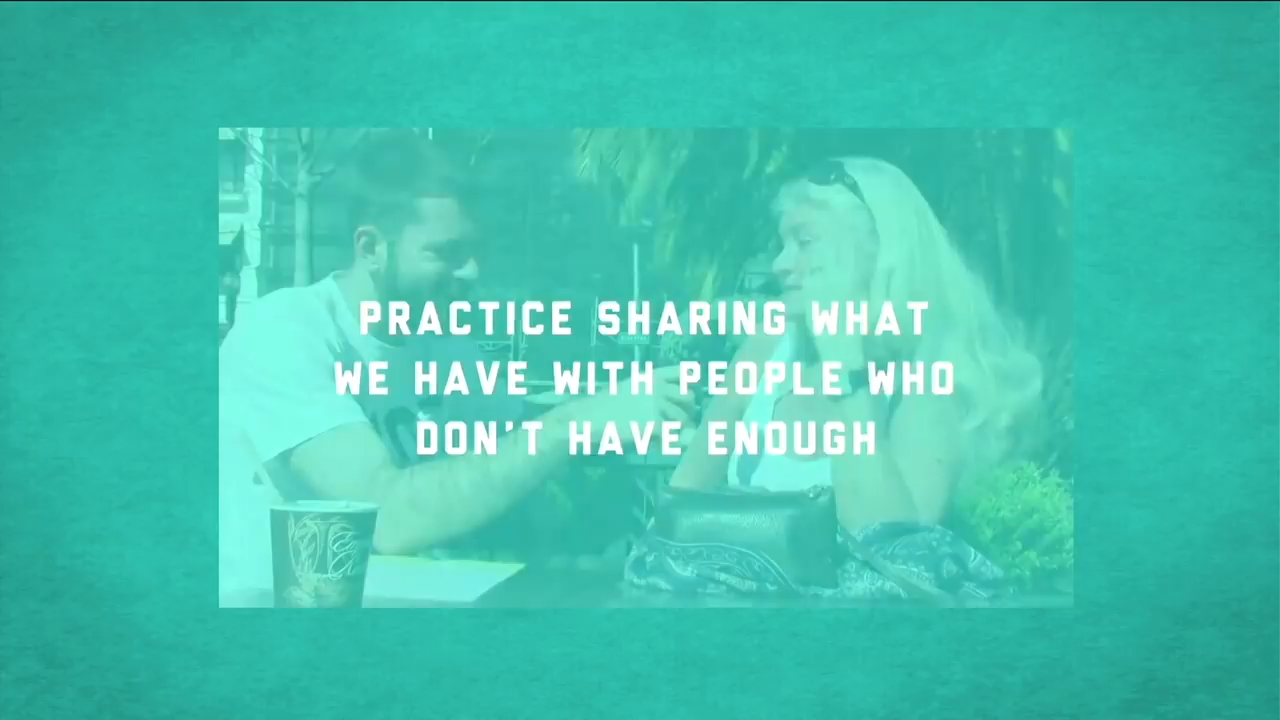 PRACTICE SHARING WHAT
WE HAVE WITH PEOPLE WHO
DON'T HAVE ENOUGH